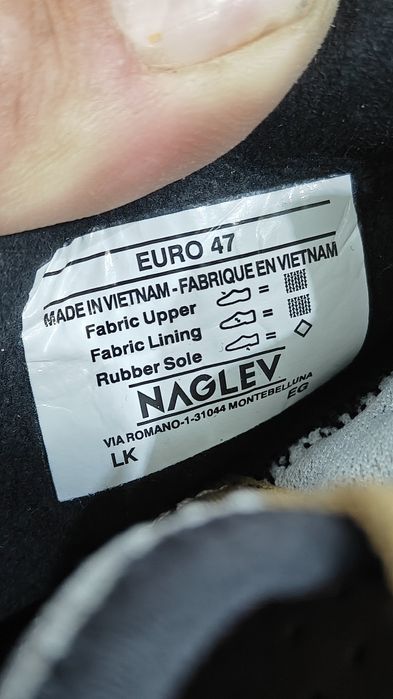 EURO 47
MADE IN VIETNAM - FABRIQUE EN VIETNAM
Fabric Upper =
Fabric Lining =
Rubber Sole =
NAGLEV
VIA ROMANO-1-31044 MONTEBELLUNA
LK EG